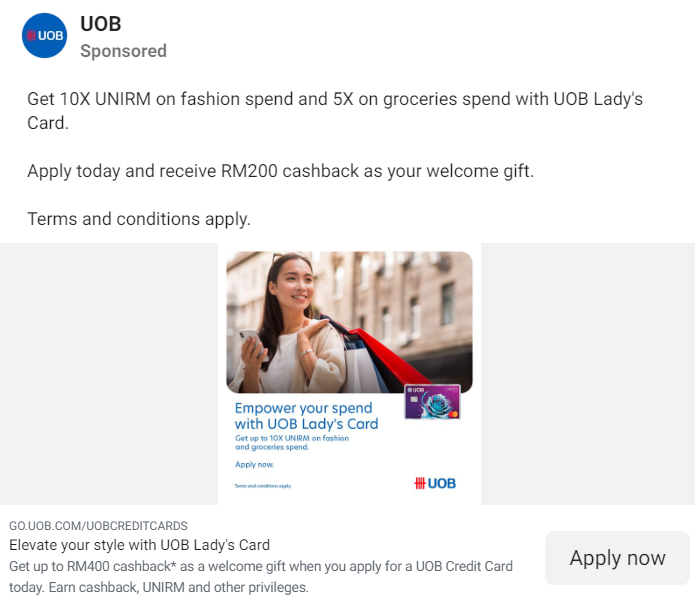 UOB
UOB
Sponsored
Get 10X UNIRM on fashion spend and 5X on groceries spend with UOB Lady's
Card.
Apply today and receive RM200 cashback as your welcome gift.
Terms and conditions apply.
UOB
Empower your spend
with UOB Lady's Card
Get up to 10X UNIRM on fashion
and groceries spend.
Apply now.
Terms and conditions apply.
UOB
GO.UOB.COM/UOBCREDITCARDS
Elevate your style with UOB Lady's Card
Get up to RM400 cashback* as a welcome gift when you apply for a UOB Credit Card
today. Earn cashback, UNIRM and other privileges.
Apply now